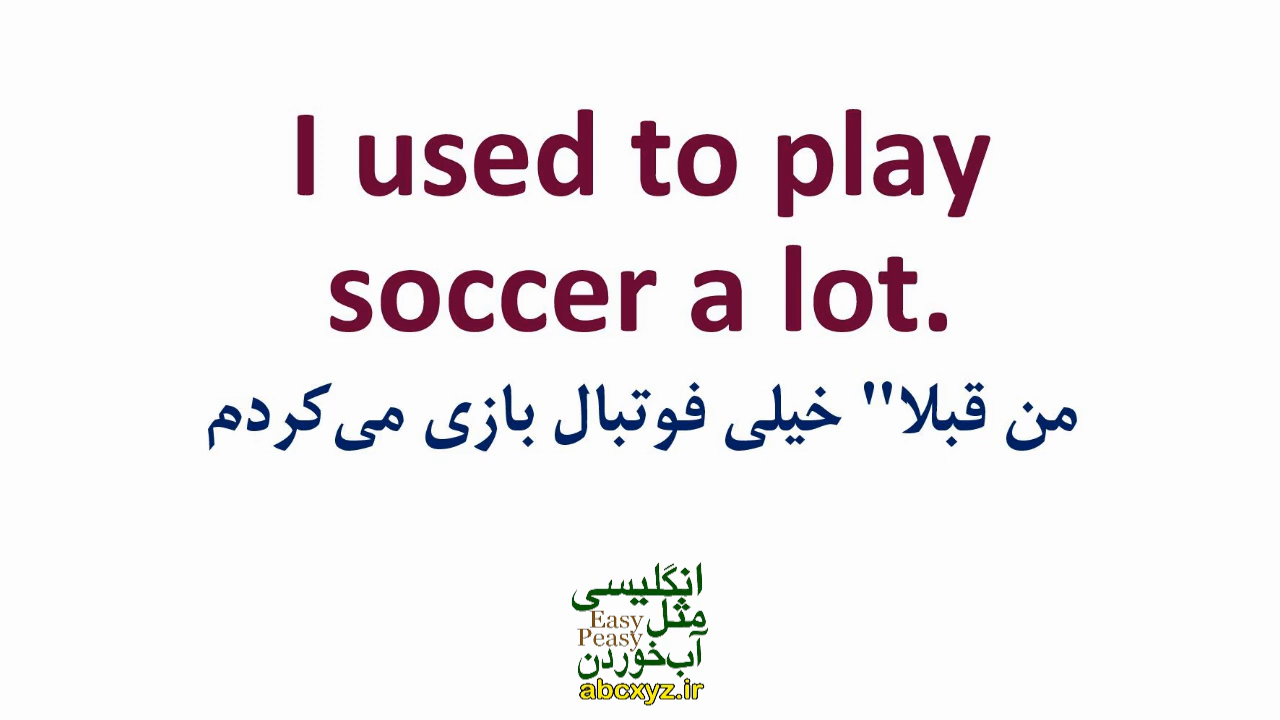 I used to play
soccer a lot.
من قبلا" خیلی فوتبال بازی می‌کردم
انگلیسی
مثل
Easy
Peasy
آب‌خوردن
abcxyz.ir